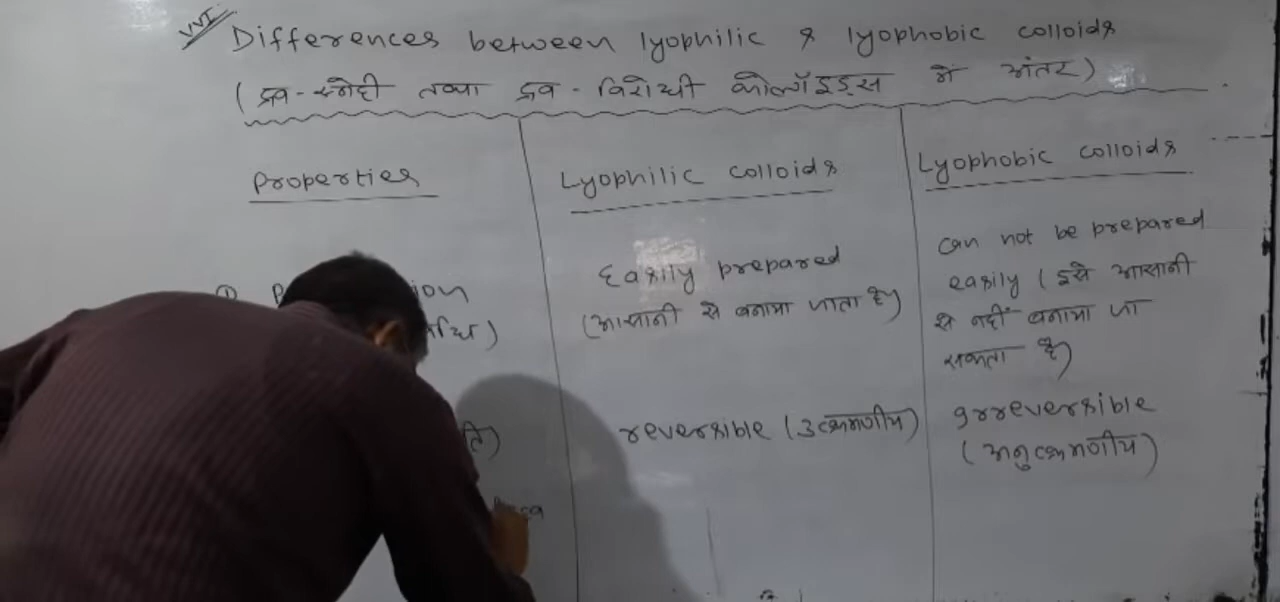 VVI Differences between lyophilic & lyophobic colloids
(द्रव-स्नेही तथा द्रव-विरोधी कोलॉइड्स में अंतर)
Properties
Lyophilic colloids
Lyophobic colloids
Easily prepared
(आसानी से बनाया जाता है)
can not be prepared
easily (इसे आसानी
से नहीं बनाया जा
सकता है)
reversible (उत्क्रमणीय)
Irreversible
(अनुत्क्रमणीय)